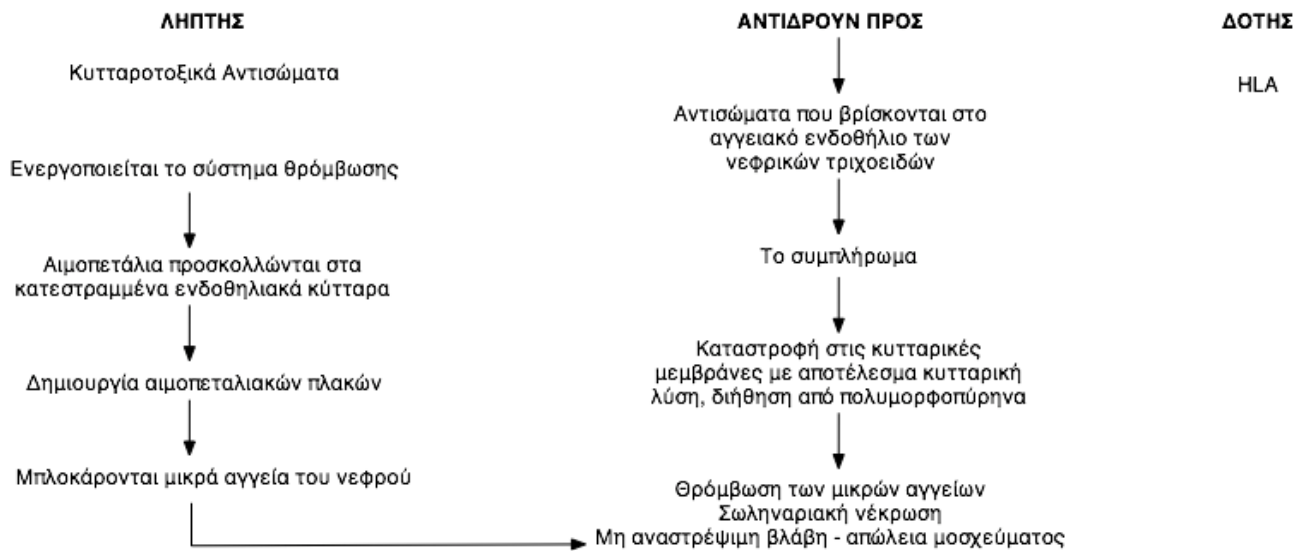 ΛΗΠΤΗΣ
ΑΝΤΙΔΡΟΥΝ ΠΡΟΣ
ΔΟΤΗΣ
Κυτταροτοξικά Αντισώματα
HLA
Αντισώματα που βρίσκονται στο
αγγειακό ενδοθήλιο των
νεφρικών τριχοειδών
Ενεργοποιείται το σύστημα θρόμβωσης
Αιμοπετάλια προσκολλώνται στα
κατεστραμμένα ενδοθηλιακά κύτταρα
Το συμπλήρωμα
Δημιουργία αιμοπεταλιακών πλακών
Καταστροφή στις κυτταρικές
μεμβράνες με αποτέλεσμα κυτταρική
λύση, διήθηση από πολυμορφοπύρηνα
Μπλοκάρονται μικρά αγγεία του νεφρού
Θρόμβωση των μικρών αγγείων
Σωληναριακή νέκρωση
Μη αναστρέψιμη βλάβη - απώλεια μοσχεύματος